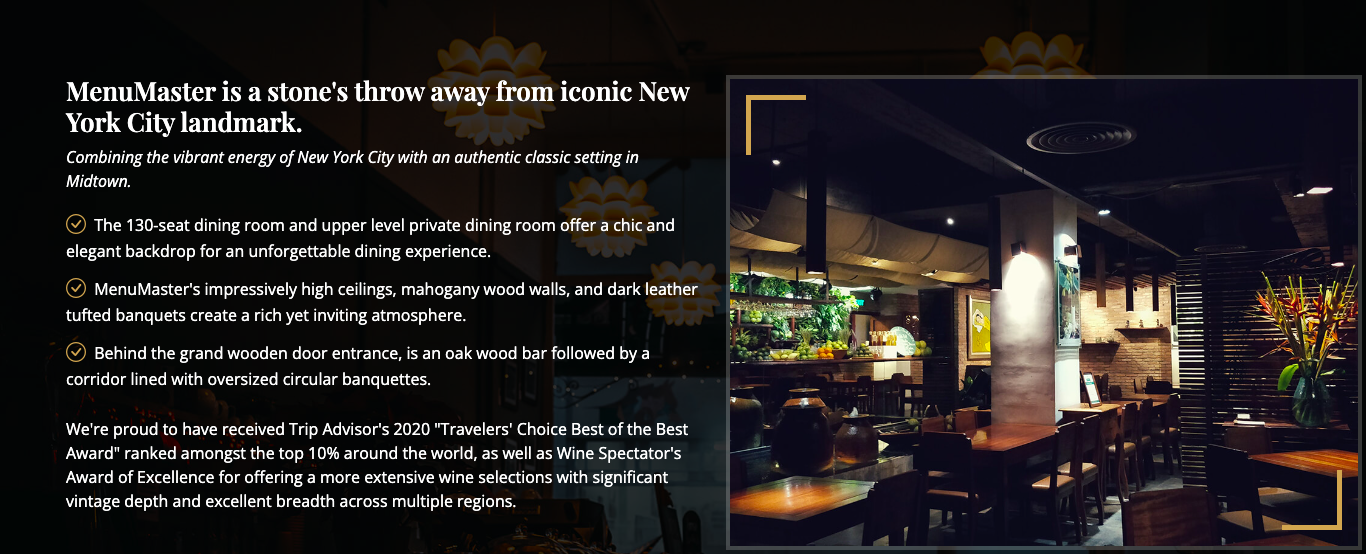 MenuMaster is a stone's throw away from iconic New
York City landmark.
Combining the vibrant energy of New York City with an authentic classic setting in
Midtown.
The 130-seat dining room and upper level private dining room offer a chic and
elegant backdrop for an unforgettable dining experience.
MenuMaster's impressively high ceilings, mahogany wood walls, and dark leather
tufted banquets create a rich yet inviting atmosphere.
Behind the grand wooden door entrance, is an oak wood bar followed by a
corridor lined with oversized circular banquettes.
We're proud to have received Trip Advisor's 2020 "Travelers' Choice Best of the Best
Award" ranked amongst the top 10% around the world, as well as Wine Spectator's
Award of Excellence for offering a more extensive wine selections with significant
vintage depth and excellent breadth across multiple regions.